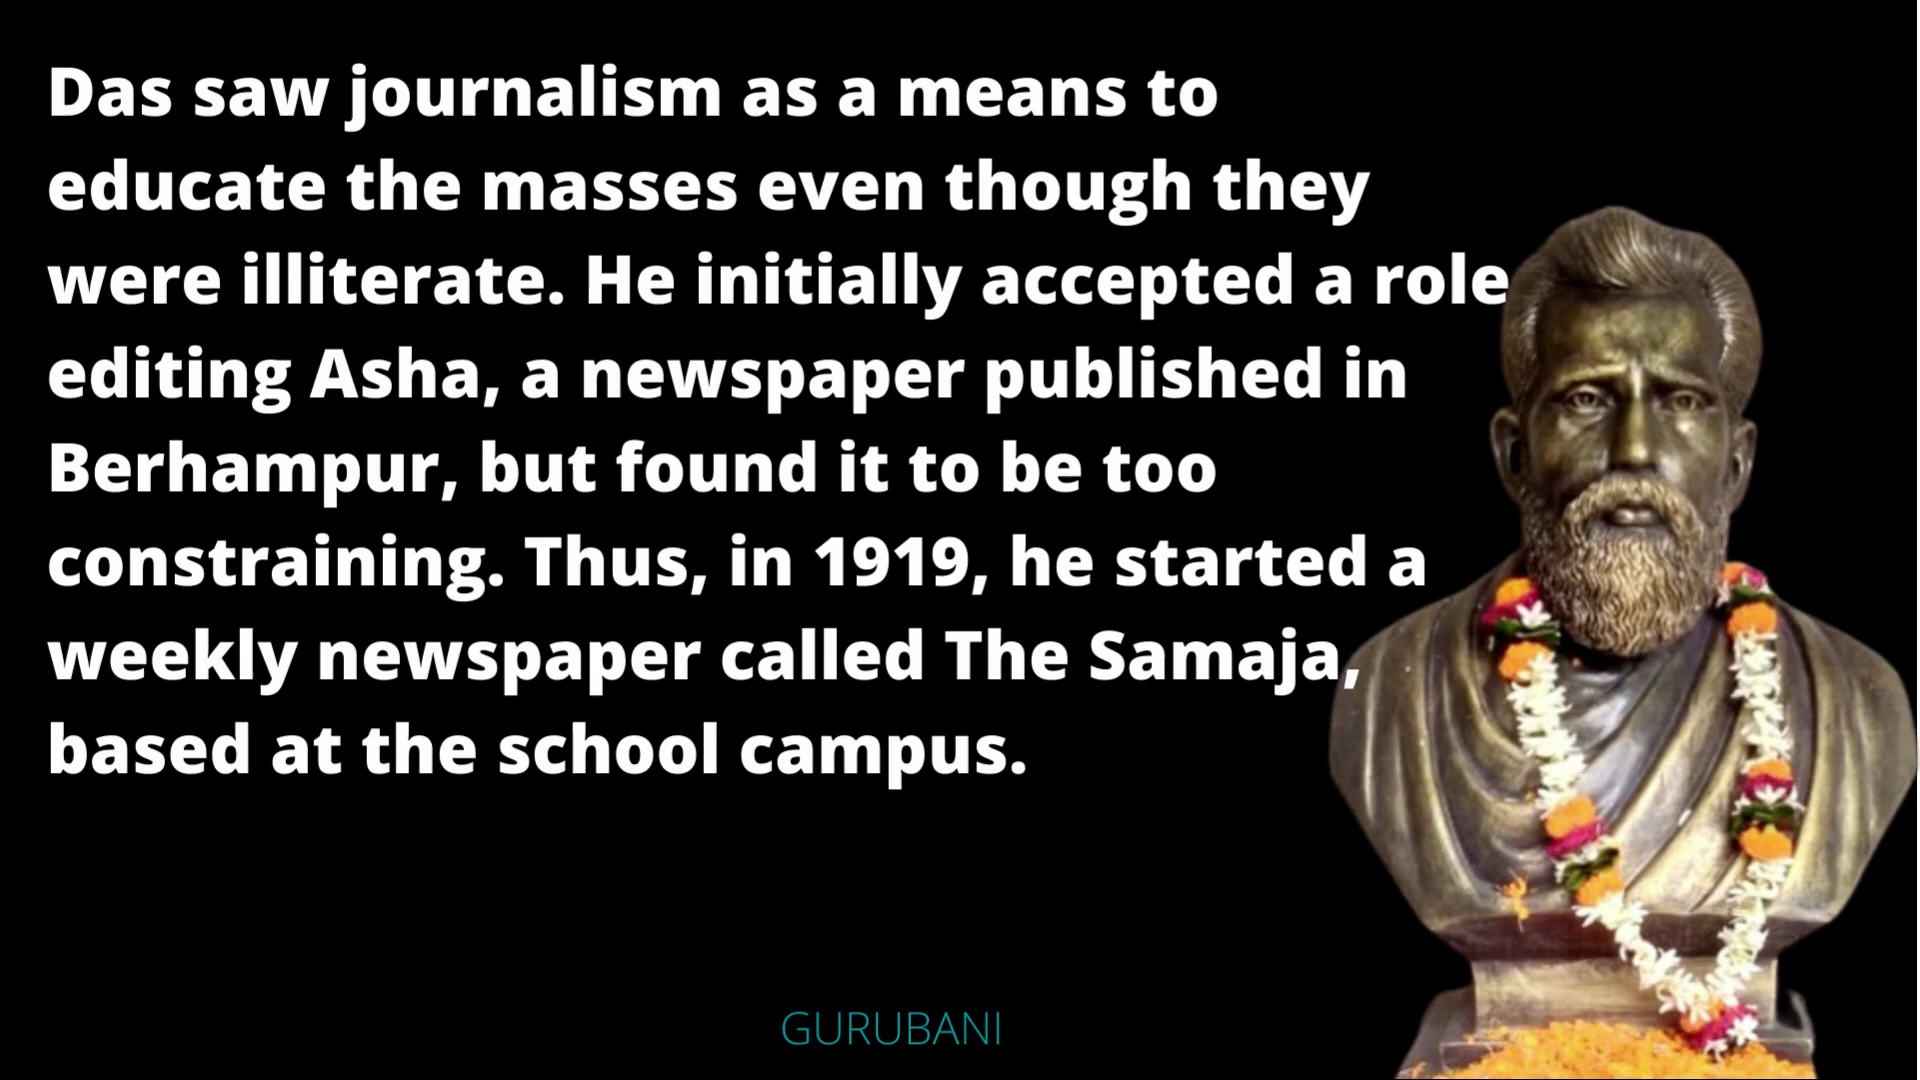 Das saw journalism as a means to
educate the masses even though they
were illiterate. He initially accepted a role
editing Asha, a newspaper published in
Berhampur, but found it to be too
constraining. Thus, in 1919, he started a
weekly newspaper called The Samaja,
based at the school campus.
GURUBANI